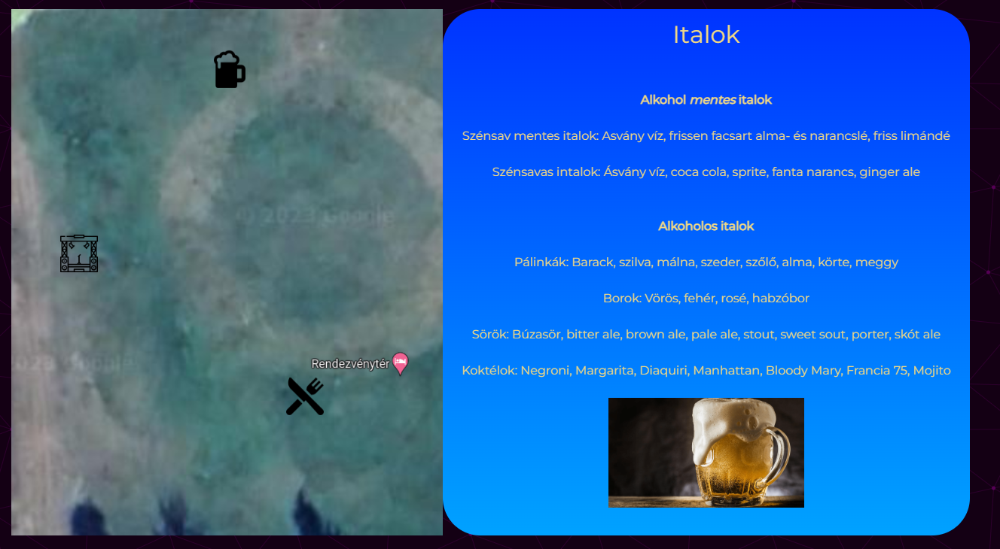 Italok
Alkohol mentes italok
Szénsav mentes italok: Asvány víz, frissen facsart alma- és narancslé, friss limándé
Szénsavas intalok: Ásvány víz, coca cola, sprite, fanta narancs, ginger ale
© 2023 Google
Alkoholos italok
Pálinkák: Barack, szilva, málna, szeder, szőlő, alma, körte, meggy
Borok: Vörös, fehér, rosé, habzóbor
Sörök: Búzasör, bitter ale, brown ale, pale ale, stout, sweet sout, porter, skót ale
023 Google
Rendezvénytér
Koktélok: Negroni, Margarita, Diaquiri, Manhattan, Bloody Mary, Francia 75, Mojito